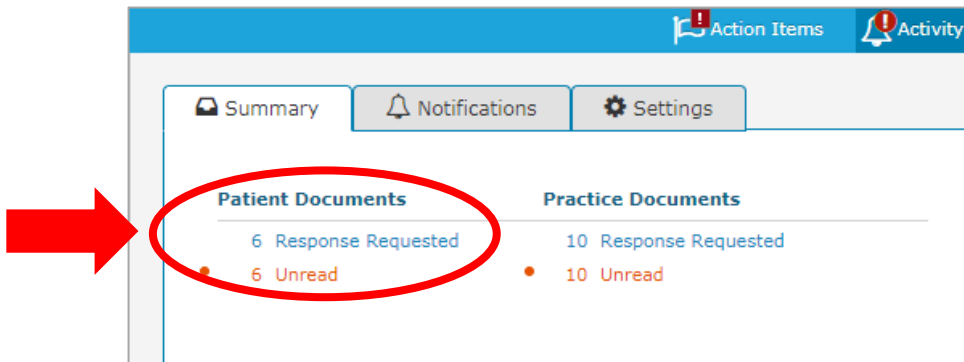 ! Action Items ! Activity
Summary Notifications Settings
Patient Documents Practice Documents
6 Response Requested 10 Response Requested
6 Unread 10 Unread